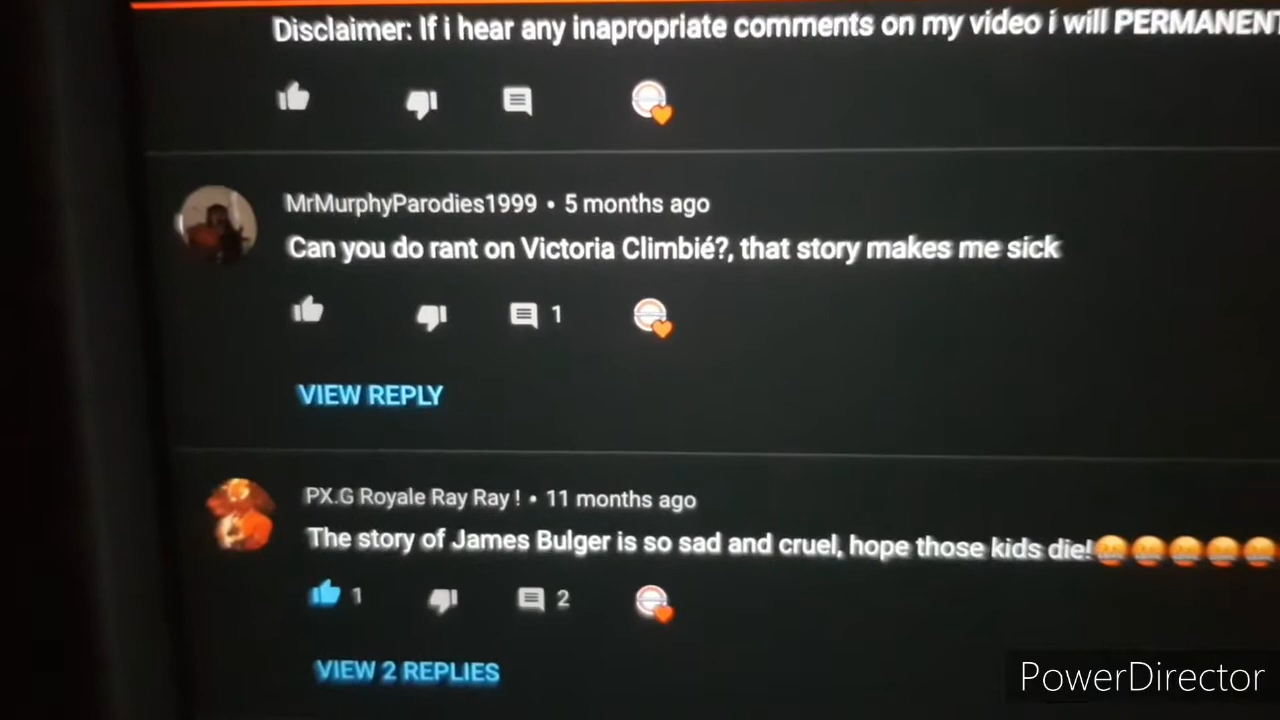 Disclaimer: If i hear any inapropriate comments on my video i will PERMANENT
MrMurphyParodies1999 • 5 months ago
Can you do rant on Victoria Climbié?, that story makes me sick
1
VIEW REPLY
PX.G Royale Ray Ray ! • 11 months ago
The story of James Bulger is so sad and cruel, hope those kids die!
1 2
VIEW 2 REPLIES
PowerDirector